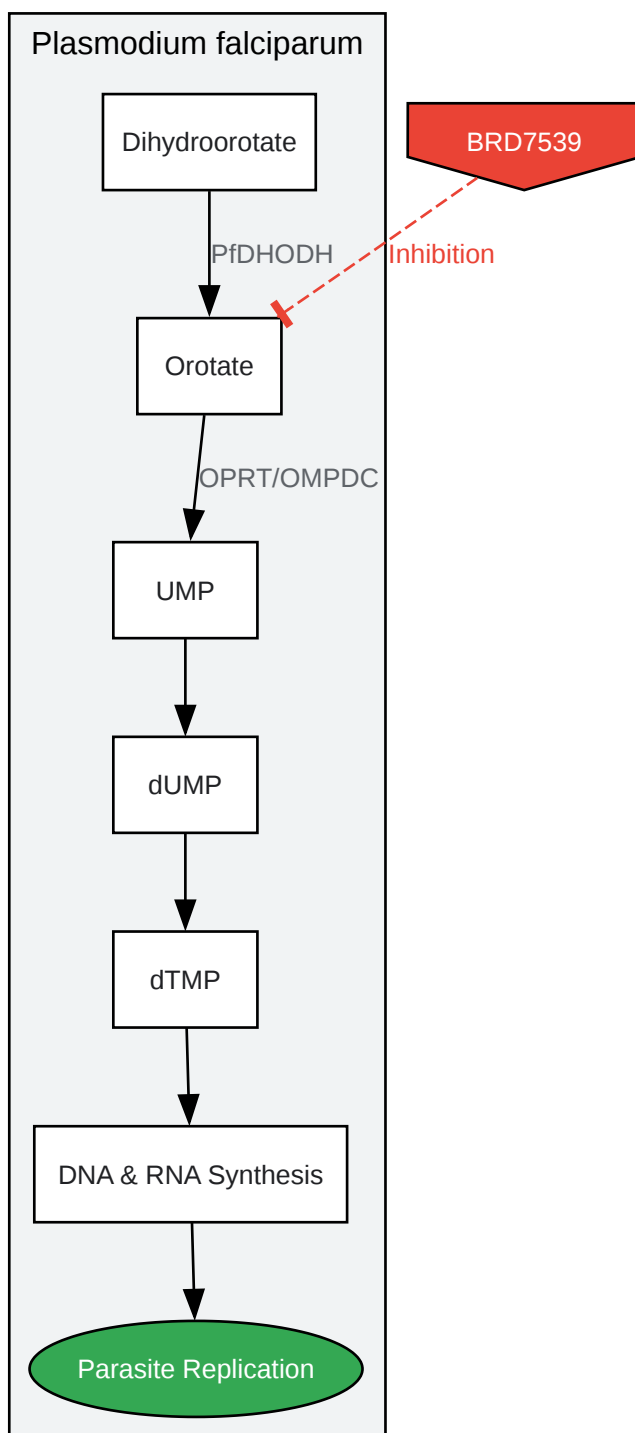 Plasmodium falciparum
Dihydroorotate
BRD7539
PfDHODH
Inhibition
Orotate
OPRT/OMPDC
UMP
dUMP
dTMP
DNA & RNA Synthesis
Parasite Replication